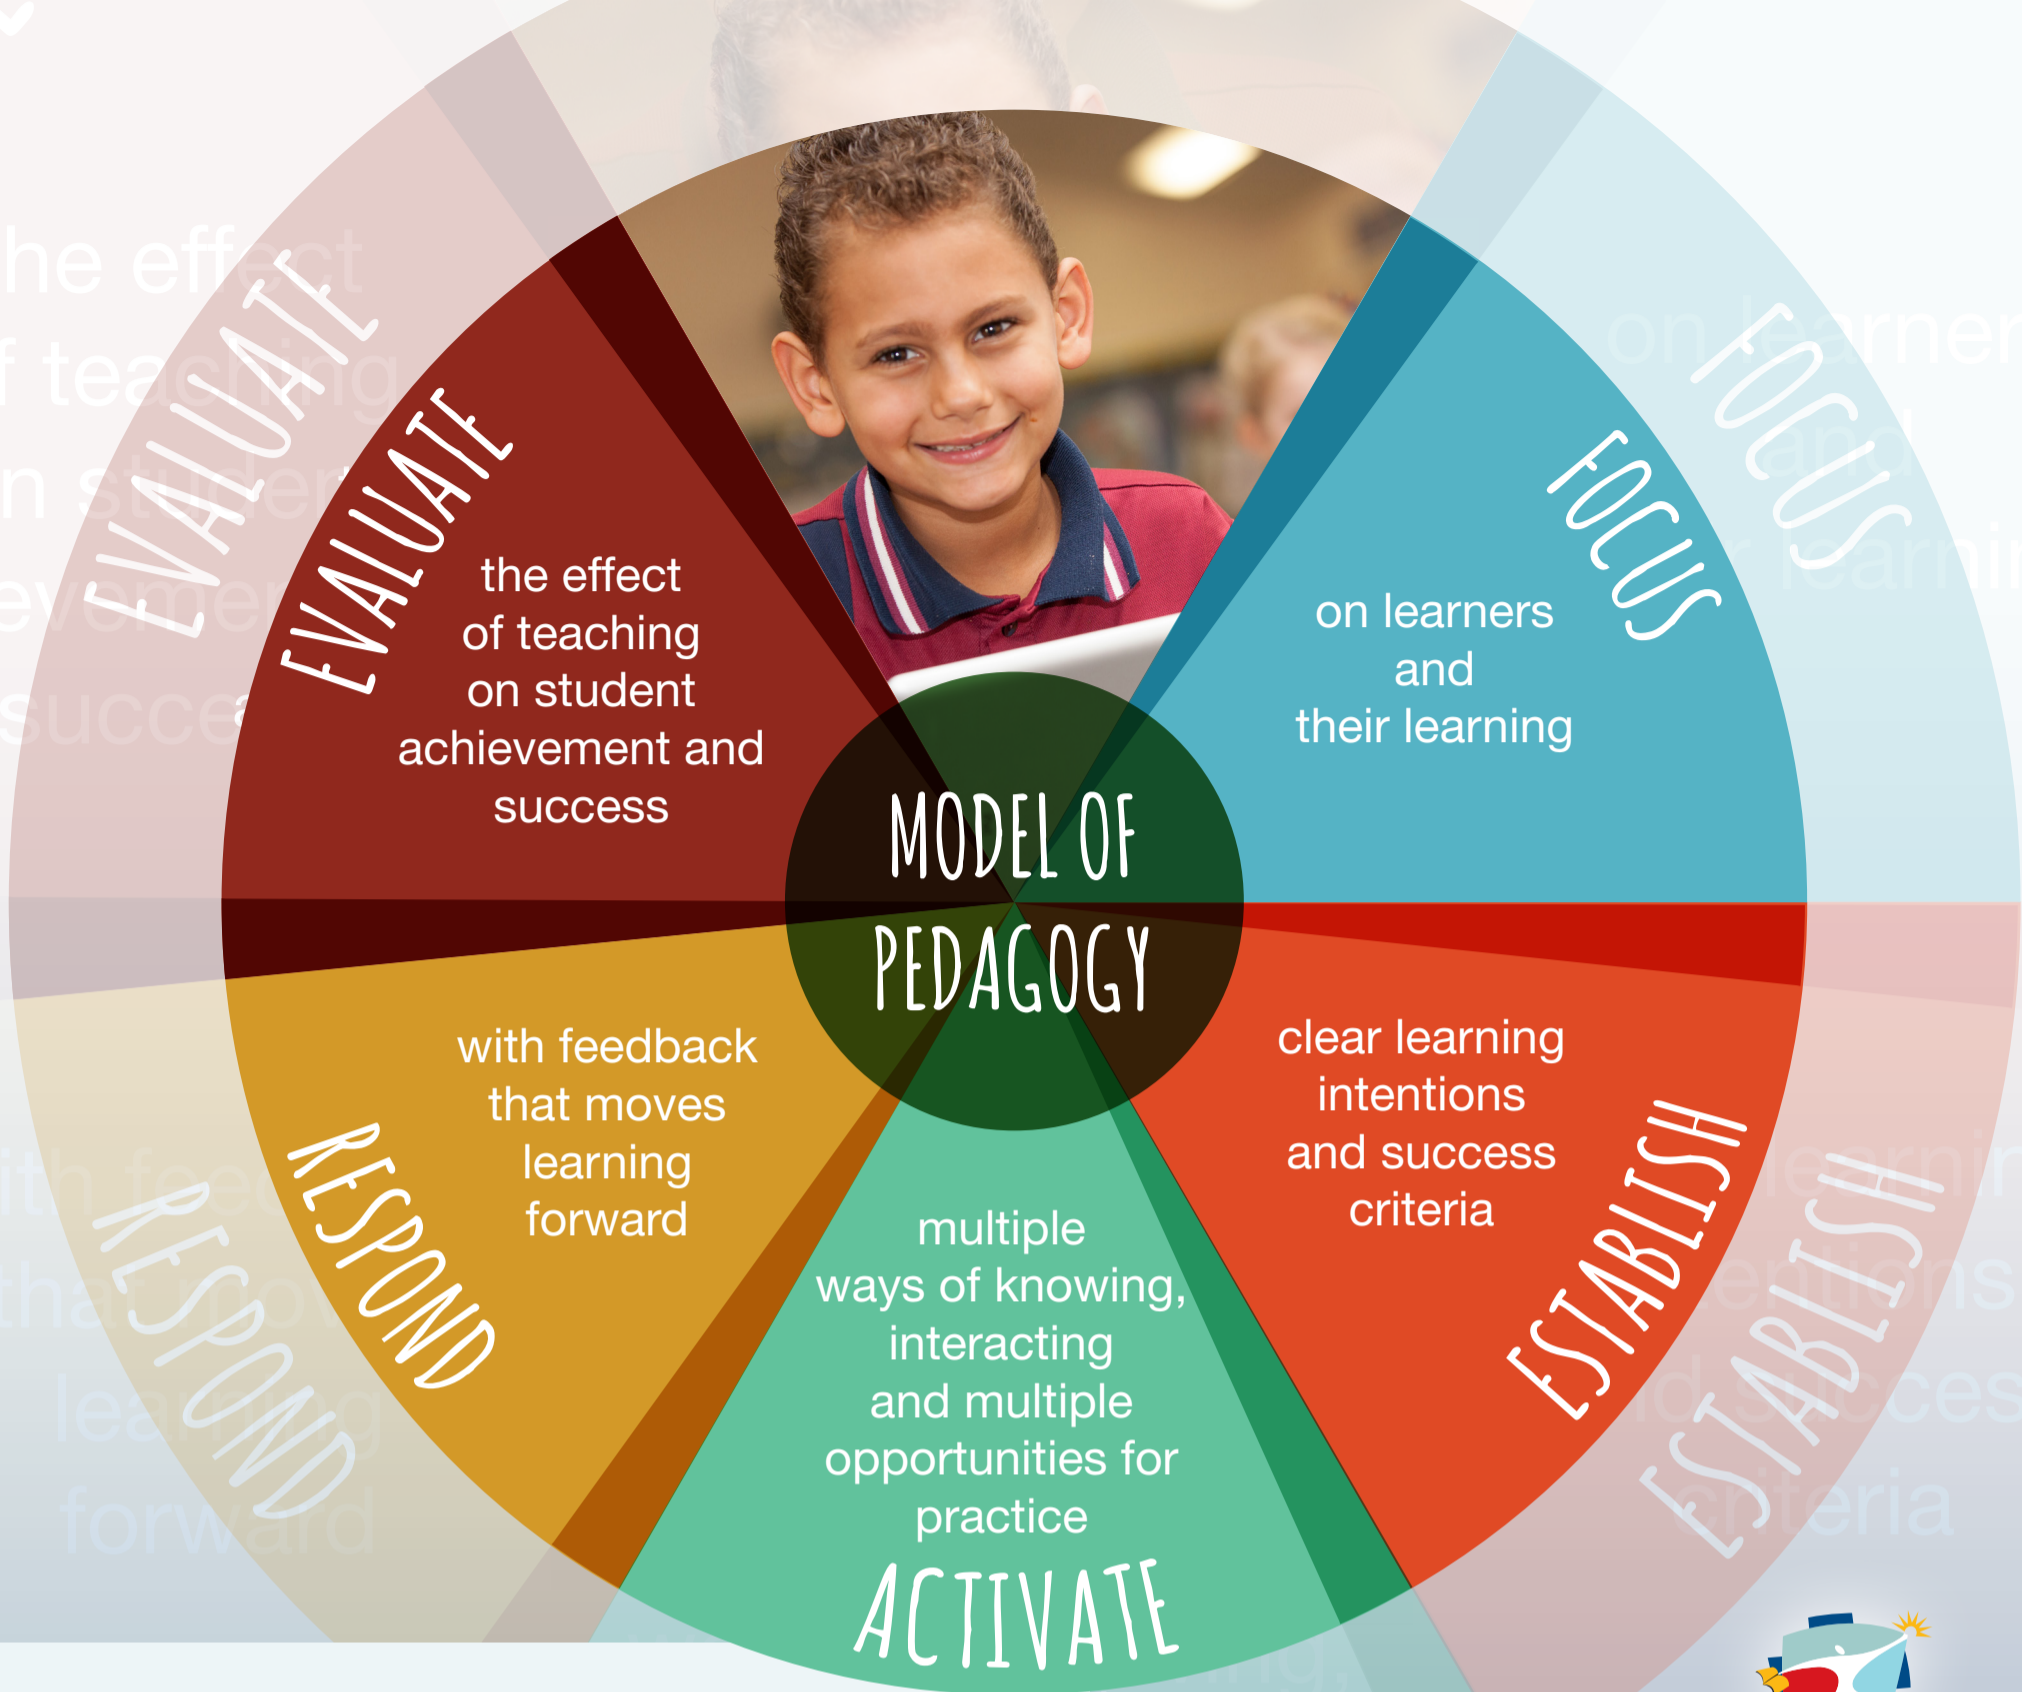 MODEL OF
PEDAGOGY
FOCUS
on learners
and
their learning
ESTABLISH
clear learning
intentions
and success
criteria
ACTIVATE
multiple
ways of knowing,
interacting
and multiple
opportunities for
practice
RESPOND
with feedback
that moves
learning
forward
EVALUATE
the effect
of teaching
on student
achievement and
success
EVALUATE
FOCUS
RESPOND
ESTABLISH